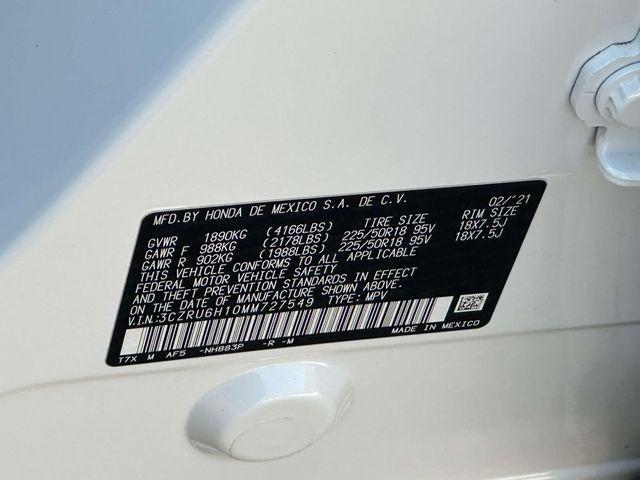 MFD.BY HONDA DE MEXICO S.A. DE C.V. 02/'21
GVWR 1890KG (4166LBS) TIRE SIZE RIM SIZE
GAWR F 988KG (2178LBS) 225/50R18 95V 18X7.5J
GAWR R 902KG (1988LBS) 225/50R18 95V 18X7.5J
THIS VEHICLE CONFORMS TO ALL APPLICABLE
FEDERAL MOTOR VEHICLE SAFETY
AND THEFT PREVENTION STANDARDS IN EFFECT
ON THE DATE OF MANUFACTURE SHOWN ABOVE.
V.I.N.:3CZRU6H10MM727549 TYPE: MPV
T7X M AF5 -NH883P -R -M MADE IN MEXICO